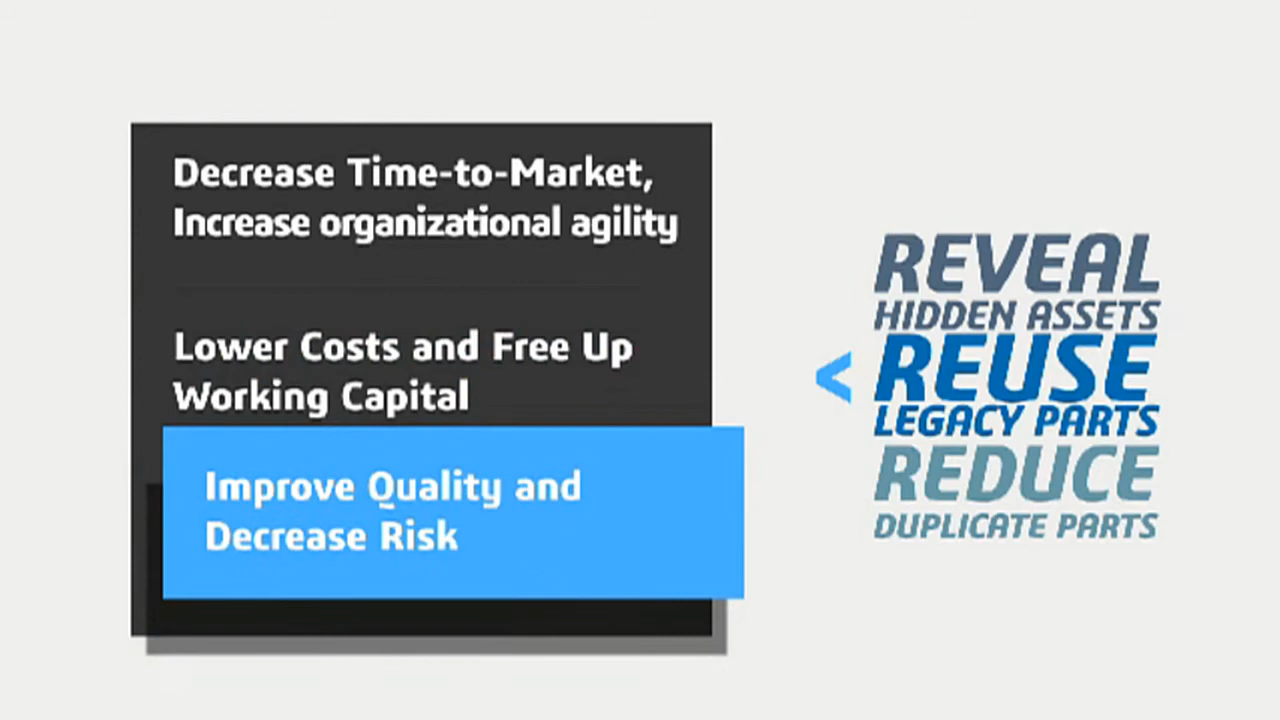 Decrease Time-to-Market,
Increase organizational agility
Lower Costs and Free Up
Working Capital
Improve Quality and
Decrease Risk
<
REVEAL
HIDDEN ASSETS
REUSE
LEGACY PARTS
REDUCE
DUPLICATE PARTS